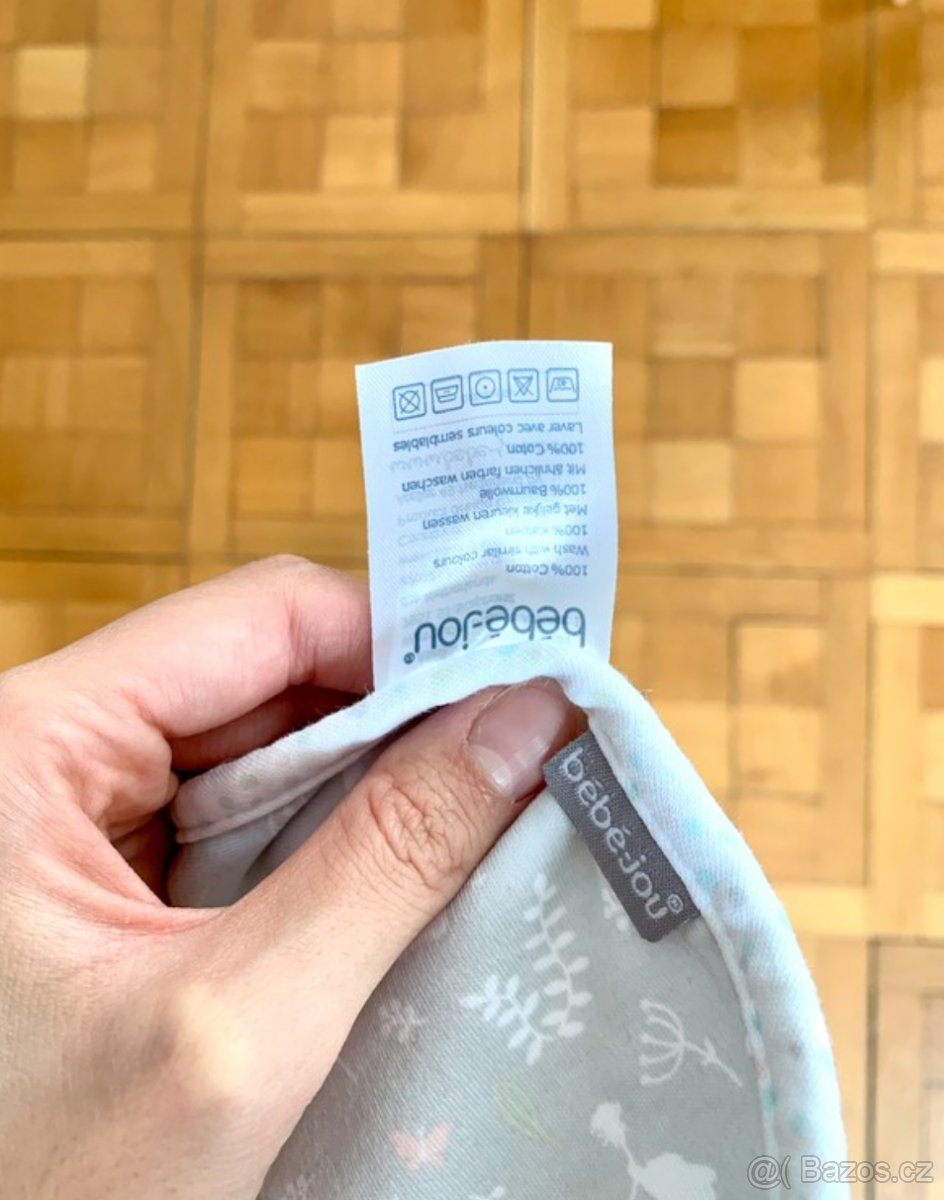 bébé-jou®
100% Cotton
Wash with similar colours
100% Katoen
Met gelijke kleuren wassen
100% Baumwolle
Mit ähnlichen farben waschen
100% Coton
Laver avec coleurs semblables
bébé-jou®
@( Bazos.cz